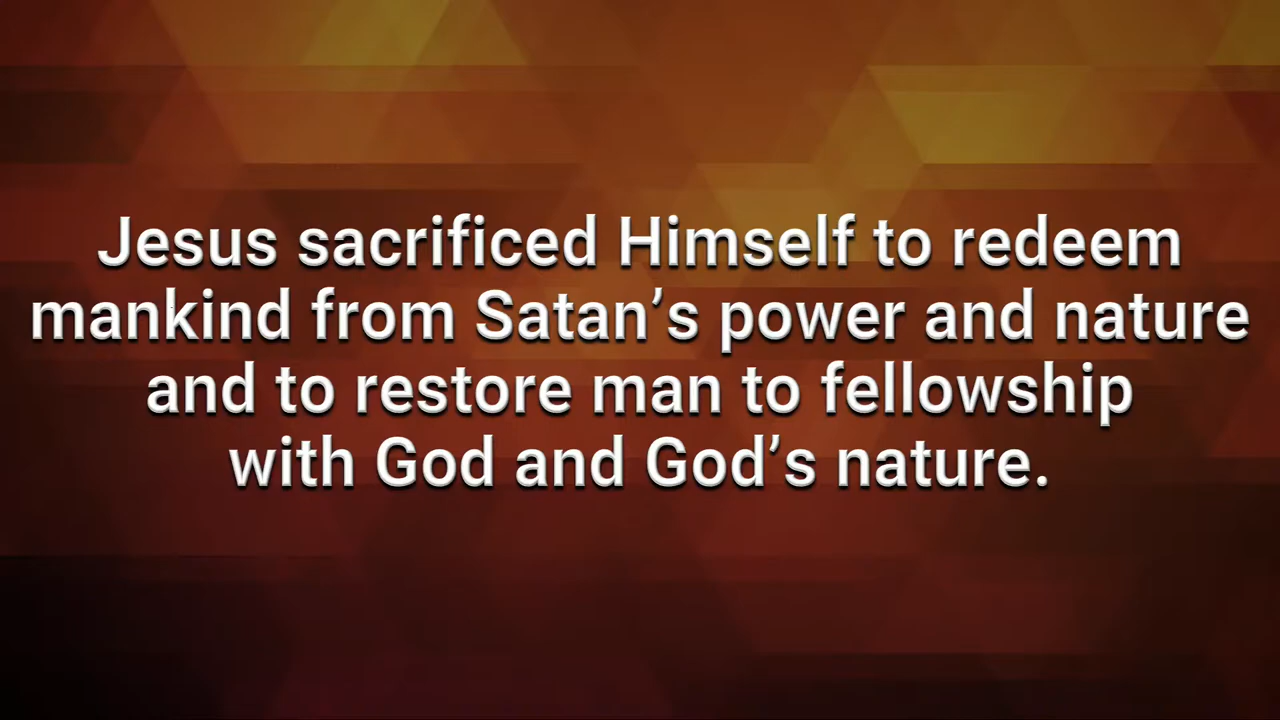 Jesus sacrificed Himself to redeem
mankind from Satan’s power and nature
and to restore man to fellowship
with God and God’s nature.